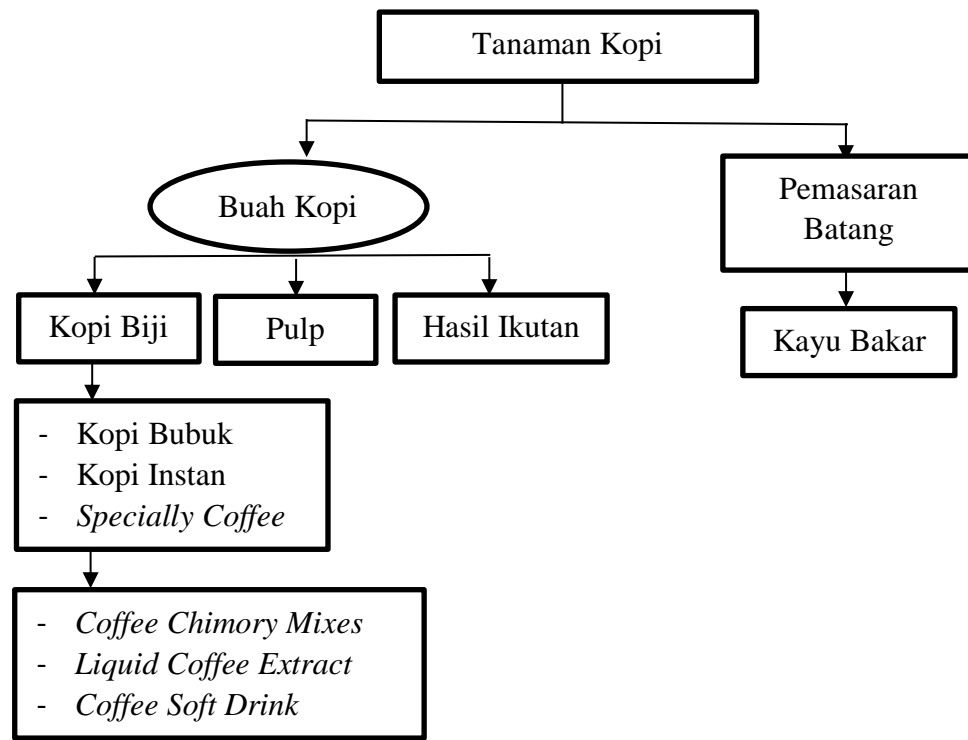 Tanaman Kopi
Buah Kopi
Pemasaran
Batang
Kopi Biji
Pulp
Hasil Ikutan
Kayu Bakar
- Kopi Bubuk
- Kopi Instan
- Specially Coffee
- Coffee Chimory Mixes
- Liquid Coffee Extract
- Coffee Soft Drink